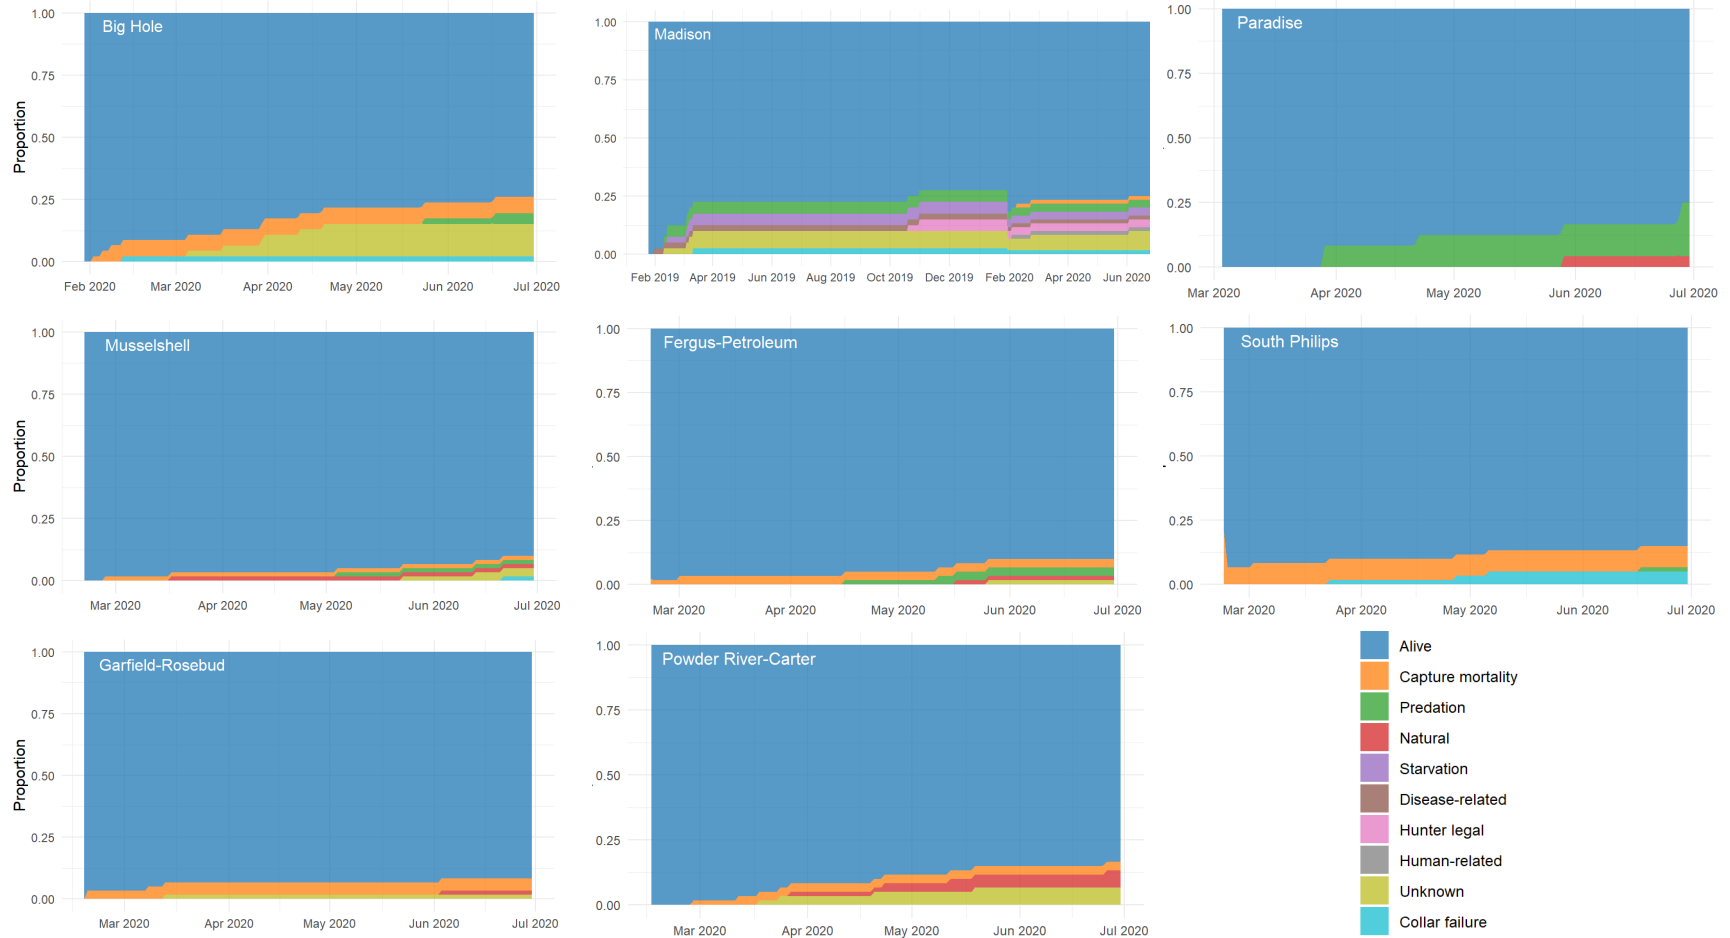 Big Hole
Proportion
1.00
0.75
0.50
0.25
0.00
Feb 2020 Mar 2020 Apr 2020 May 2020 Jun 2020 Jul 2020
Madison
1.00
0.75
0.50
0.25
0.00
Feb 2019 Apr 2019 Jun 2019 Aug 2019 Oct 2019 Dec 2019 Feb 2020 Apr 2020 Jun 2020
Paradise
1.00
0.75
0.50
0.25
0.00
Mar 2020 Apr 2020 May 2020 Jun 2020 Jul 2020
Musselshell
Proportion
1.00
0.75
0.50
0.25
0.00
Mar 2020 Apr 2020 May 2020 Jun 2020 Jul 2020
Fergus-Petroleum
1.00
0.75
0.50
0.25
0.00
Mar 2020 Apr 2020 May 2020 Jun 2020 Jul 2020
South Philips
1.00
0.75
0.50
0.25
0.00
Mar 2020 Apr 2020 May 2020 Jun 2020 Jul 2020
Garfield-Rosebud
Proportion
1.00
0.75
0.50
0.25
0.00
Mar 2020 Apr 2020 May 2020 Jun 2020 Jul 2020
Powder River-Carter
1.00
0.75
0.50
0.25
0.00
Mar 2020 Apr 2020 May 2020 Jun 2020 Jul 2020
Alive
Capture mortality
Predation
Natural
Starvation
Disease-related
Hunter legal
Human-related
Unknown
Collar failure